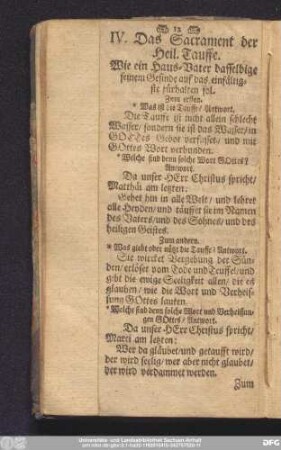 12
IV. Das Sacrament der
Heil. Tauffe.
Wie ein Haus-Vater dasselbige
seinem Gesinde auf das einfältig-
ste fürhalten sol.
Zum ersten.
* Was ist die Tauffe/ Antwort.
Die Tauffe ist nicht allein schlecht
Wasser/ sondern sie ist das Wasser/ in
GOttes Gebot verfasset/ und mit
GOttes Wort verbunden.
* Welche sind denn solche Wort GOttes?
Antwort.
Da unser HErr Christus spricht/
Matthäi am letzten:
Gehet hin in alle Welt/ und lehret
alle Heyden/ und täuffet sie im Namen
des Vaters/ und des Sohnes/ und des
heiligen Geistes.
Zum andern.
* Was giebt oder nützt die Tauffe/ Antwort.
Sie wircket Vergebung der Sün-
den/ erlöset vom Tode und Teuffel/ und
gibt die ewige Seeligkeit allen/ die es
glauben/ wie die Wort und Verheis-
sung GOttes lauten.
* Welche sind denn solche Wort und Verheissun-
gen GOttes/ Antwort.
Da unser HErr Christus spricht/
Marci am letzten:
Wer da gläubet/ und getaufft wird/
der wird seelig/ wer aber nicht glaubet/
der wird verdammet werden.
Zum
Universitäts- und Landesbibliothek Sachsen-Anhalt
DFG